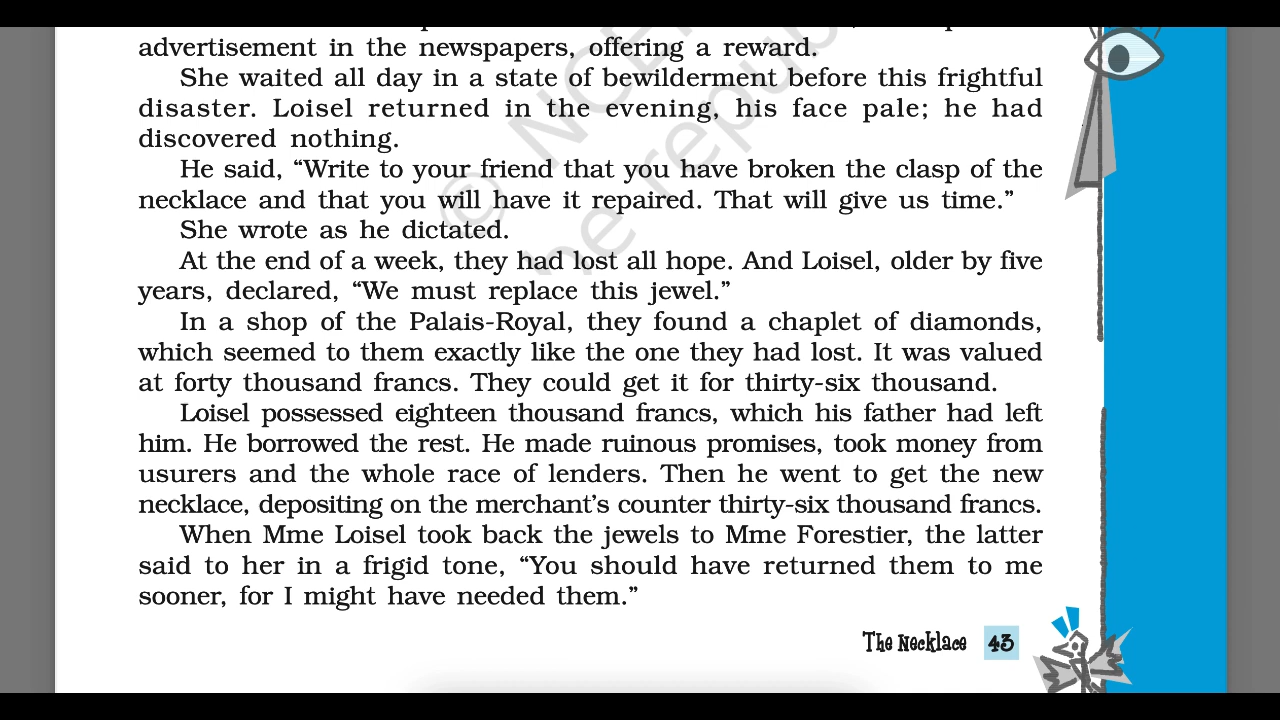 advertisement in the newspapers, offering a reward.
She waited all day in a state of bewilderment before this frightful
disaster. Loisel returned in the evening, his face pale; he had
discovered nothing.
He said, “Write to your friend that you have broken the clasp of the
necklace and that you will have it repaired. That will give us time.”
She wrote as he dictated.
At the end of a week, they had lost all hope. And Loisel, older by five
years, declared, “We must replace this jewel.”
In a shop of the Palais-Royal, they found a chaplet of diamonds,
which seemed to them exactly like the one they had lost. It was valued
at forty thousand francs. They could get it for thirty-six thousand.
Loisel possessed eighteen thousand francs, which his father had left
him. He borrowed the rest. He made ruinous promises, took money from
usurers and the whole race of lenders. Then he went to get the new
necklace, depositing on the merchant’s counter thirty-six thousand francs.
When Mme Loisel took back the jewels to Mme Forestier, the latter
said to her in a frigid tone, “You should have returned them to me
sooner, for I might have needed them.”
The Necklace 43